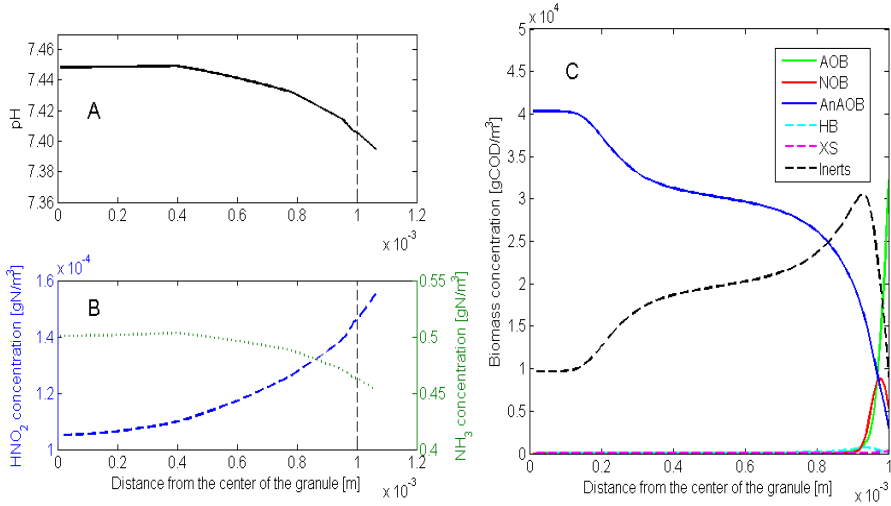 A
pH
7.46
7.44
7.42
7.40
7.38
7.36
0 0.2 0.4 0.6 0.8 1 1.2
x 10⁻³
B
x 10⁻⁴
HNO₂ concentration [gN/m³]
1.6
1.4
1.2
1
NH₃ concentration [gN/m³]
0.55
0.5
0.45
0.4
0 0.2 0.4 0.6 0.8 1 1.2
Distance from the center of the granule [m]
x 10⁻³
C
x 10⁴
Biomass concentration [gCOD/m³]
5
4.5
4
3.5
3
2.5
2
1.5
1
0.5
0
AOB
NOB
AnAOB
HB
XS
Inerts
0 0.2 0.4 0.6 0.8 1
Distance from the center of the granule [m]
x 10⁻³